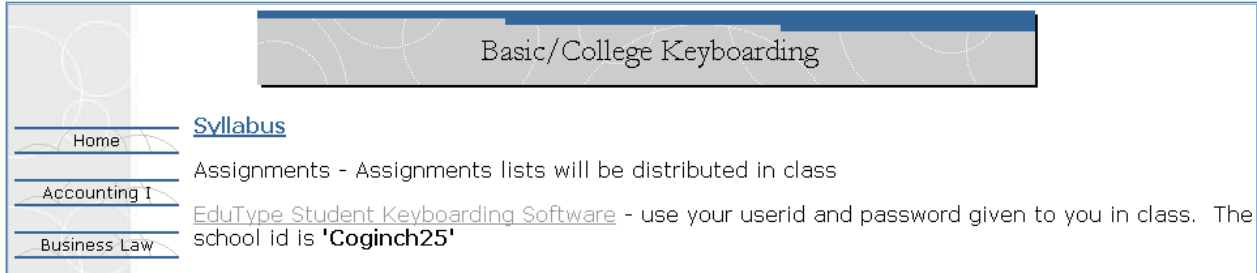 Basic/College Keyboarding
Syllabus
Home
Assignments - Assignments lists will be distributed in class
Accounting I
EduType Student Keyboarding Software - use your userid and password given to you in class.  The
school id is 'Coginch25'
Business Law